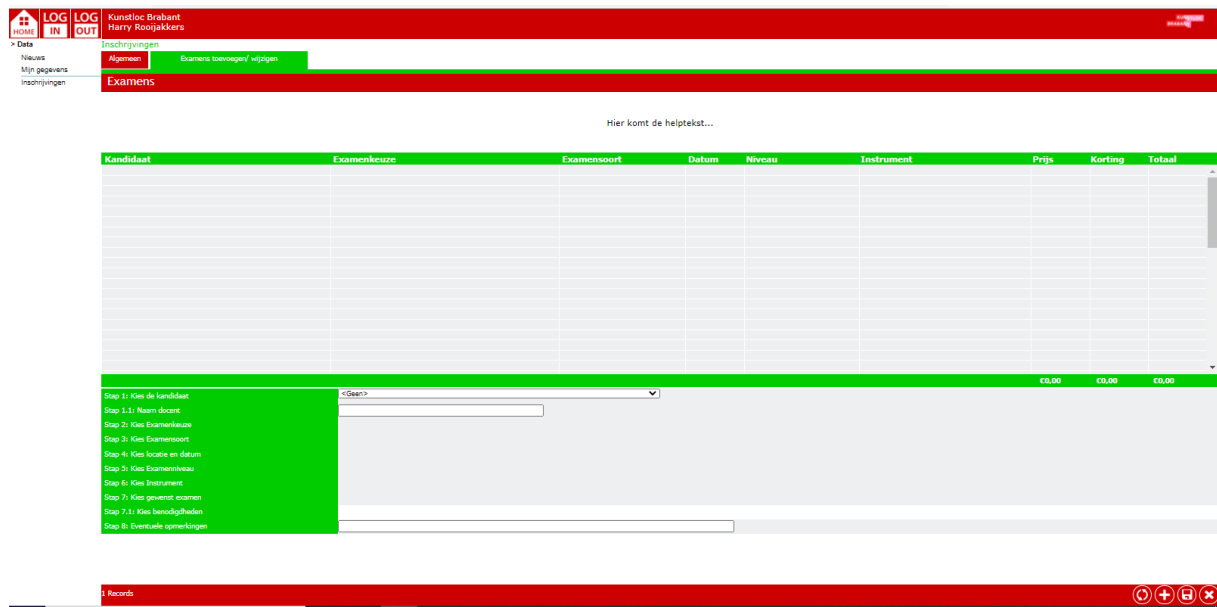 HOME LOG IN LOG OUT
Kunstloc Brabant
Harry Rooijakkers
> Data
Nieuws
Mijn gegevens
Inschrijvingen
Inschrijvingen
Algemeen Examens toevoegen/ wijzigen
Examens
Hier komt de helptekst...
Kandidaat Examenkeuze Examensoort Datum Niveau Instrument Prijs Korting Totaal
€0,00 €0,00 €0,00
Stap 1: Kies de kandidaat <Geen>
Stap 1.1: Naam docent
Stap 2: Kies Examenkeuze
Stap 3: Kies Examensoort
Stap 4: Kies locatie en datum
Stap 5: Kies Examenniveau
Stap 6: Kies Instrument
Stap 7: Kies gewenst examen
Stap 7.1: Kies benodigdheden
Stap 8: Eventuele opmerkingen
1 Records